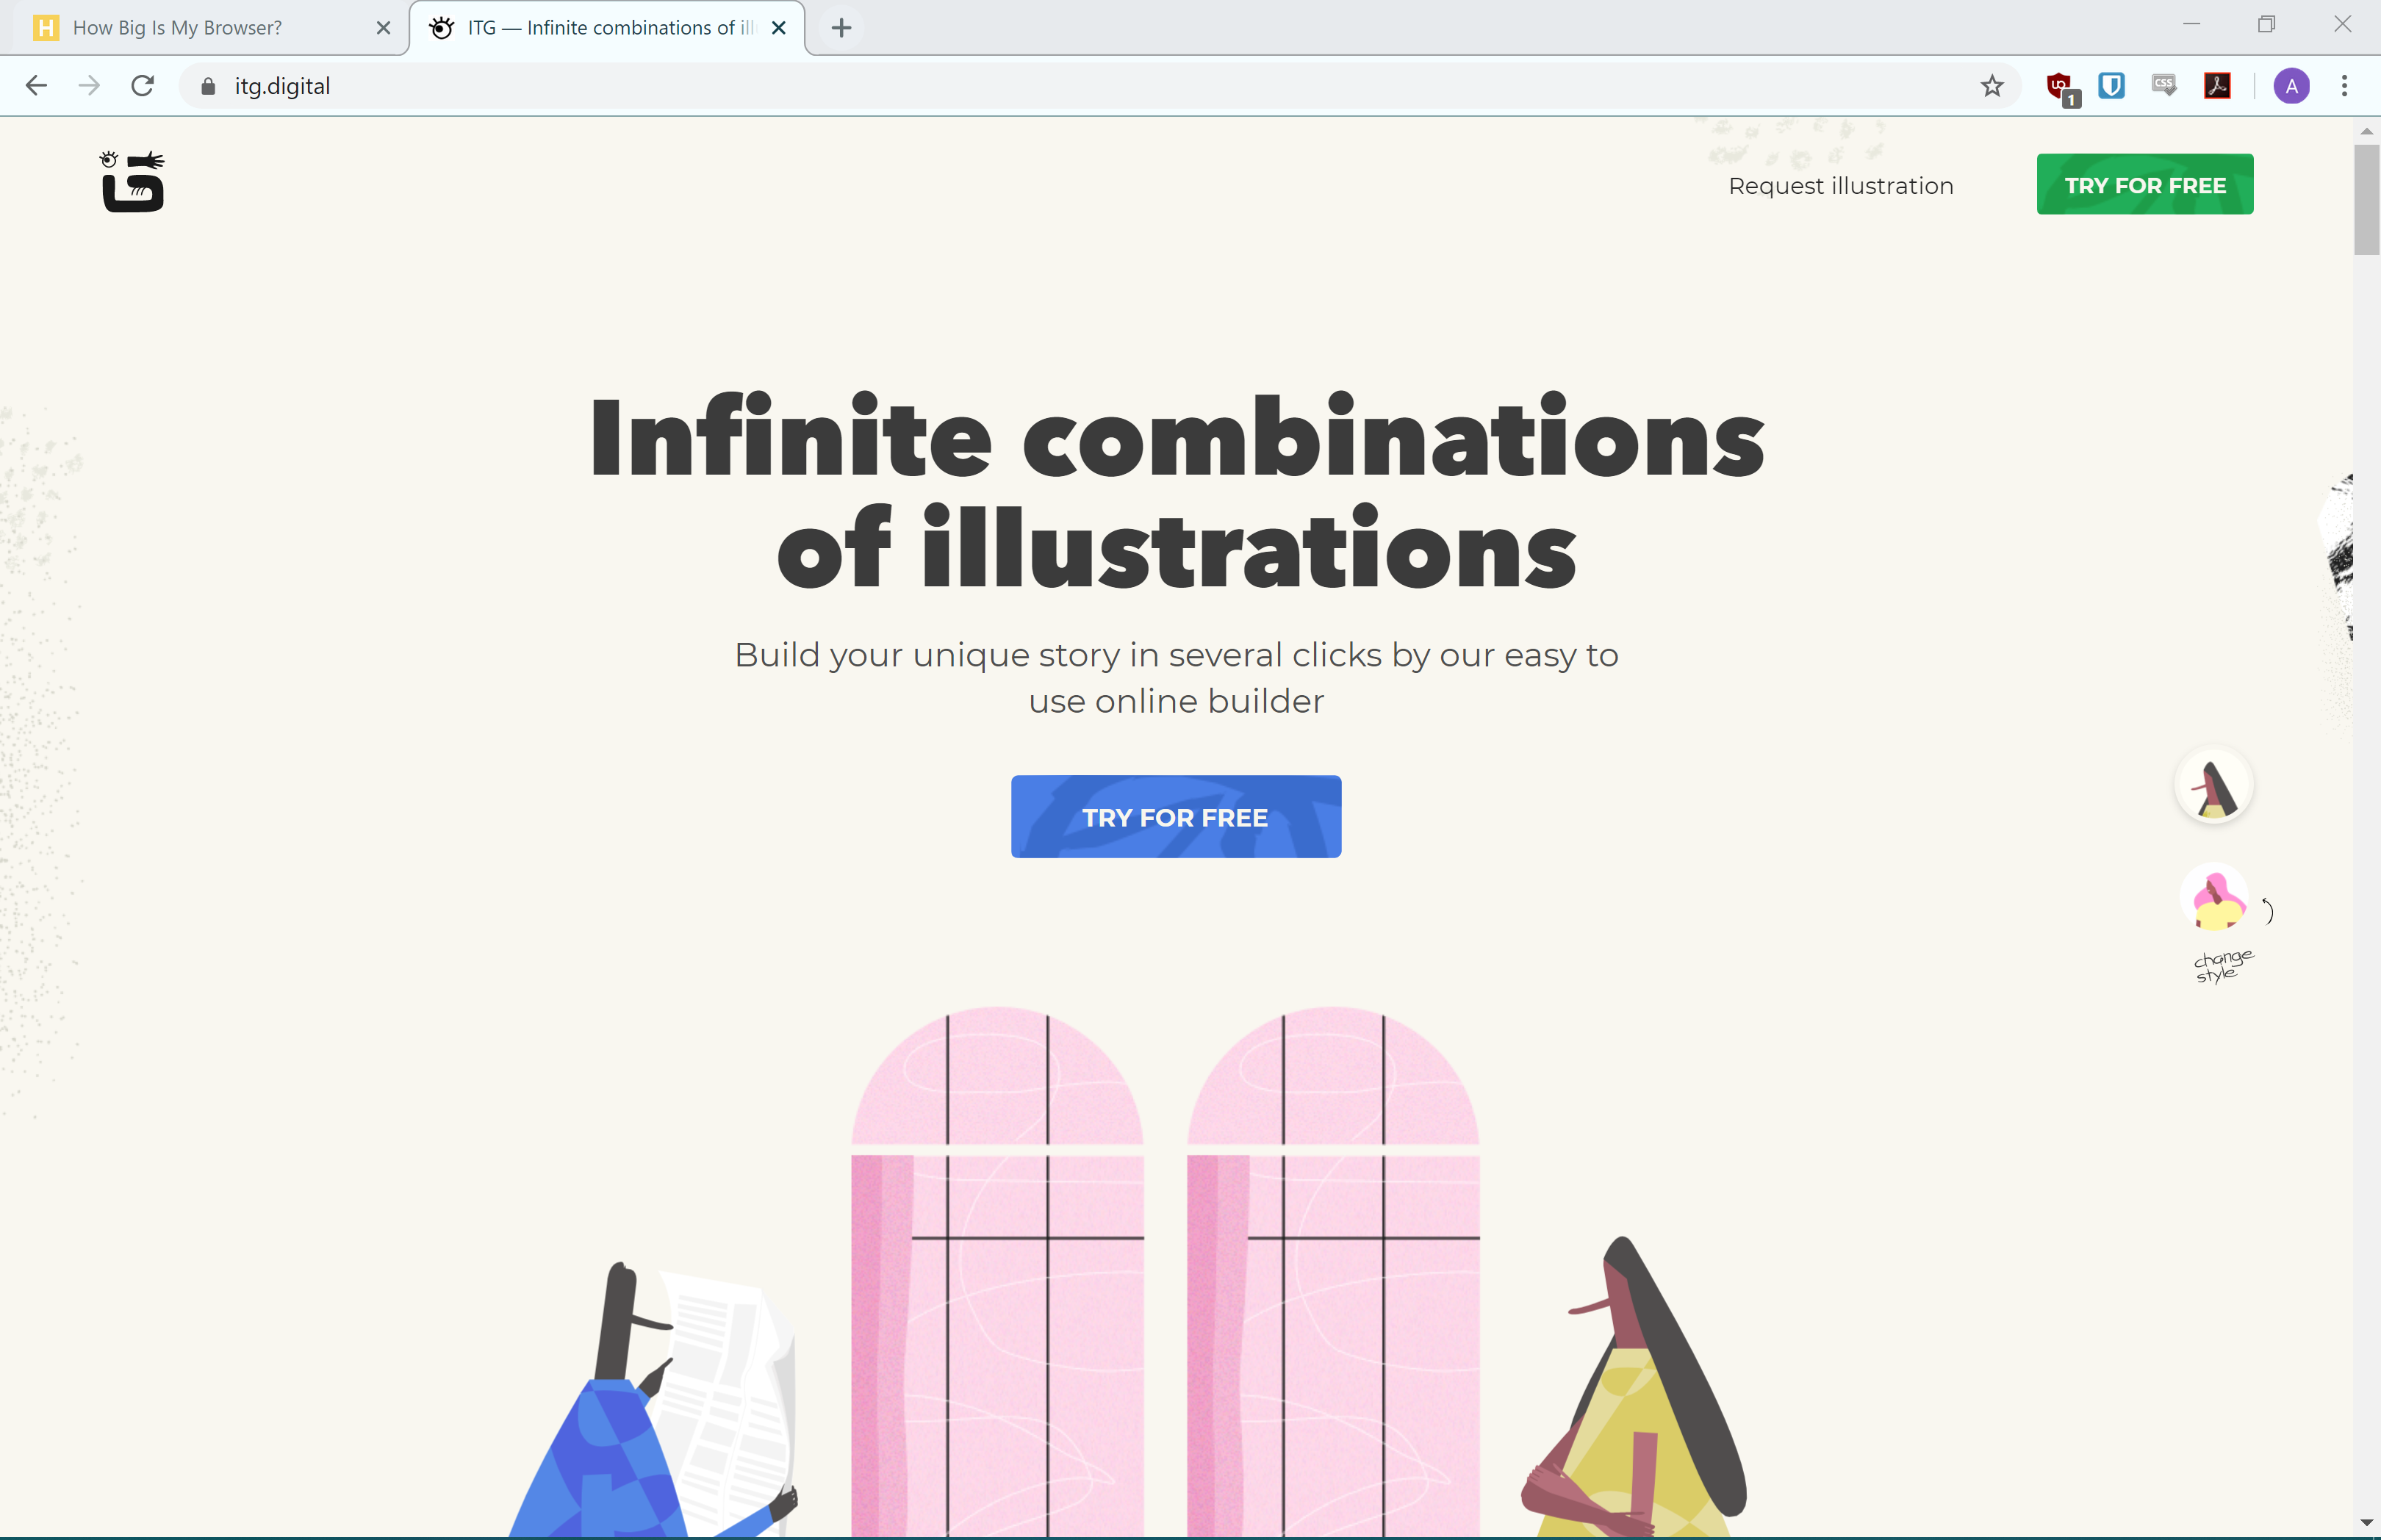 How Big Is My Browser?
ITG — Infinite combinations of ill
itg.digital
1
CSS
A
Request illustration
TRY FOR FREE
Infinite combinations
of illustrations
Build your unique story in several clicks by our easy to
use online builder
TRY FOR FREE
change
style